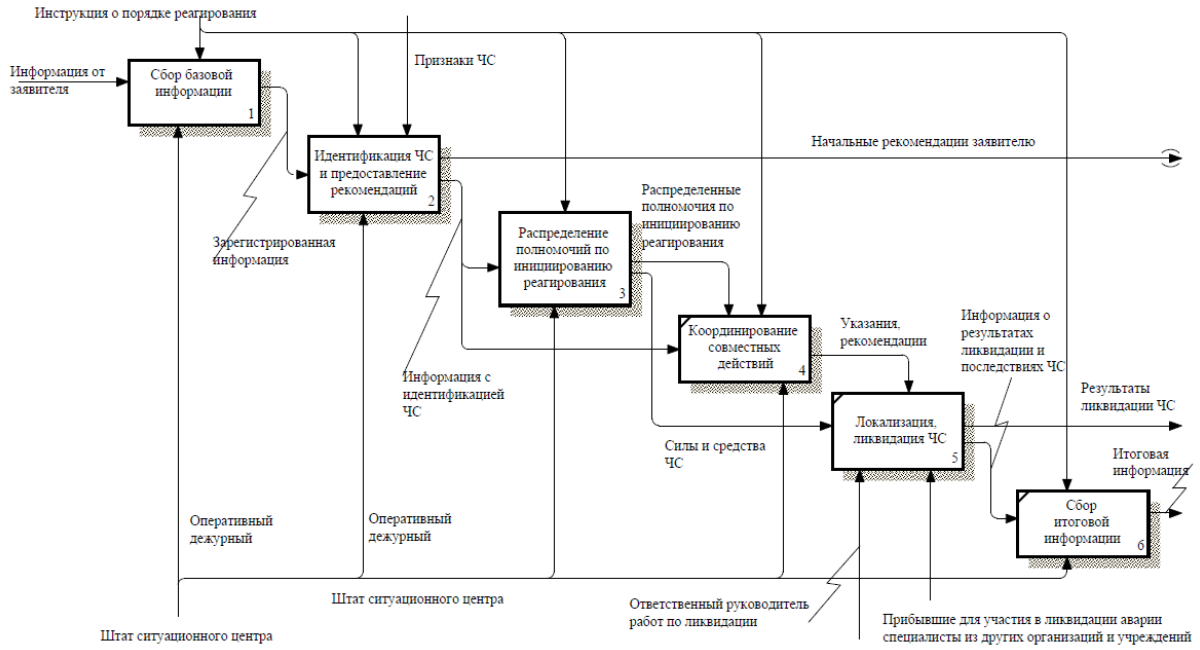 Инструкция о порядке реагирования
Информация от
заявителя
Сбор базовой
информации
1
Признаки ЧС
Идентификация ЧС
и предоставление
рекомендаций
2
Начальные рекомендации заявителю
Зарегистрированная
информация
Распределение
полномочий по
инициированию
реагирования
3
Распределенные
полномочия по
инициированию
реагирования
Информация с
идентификацией
ЧС
Координирование
совместных
действий
4
Указания,
рекомендации
Информация о
результатах
ликвидации и
последствиях ЧС
Силы и средства
ЧС
Локализация,
ликвидация ЧС
5
Результаты
ликвидации ЧС
Итоговая
информация
Сбор
итоговой
информации
6
Оперативный
дежурный
Оперативный
дежурный
Штат ситуационного центра
Штат ситуационного центра
Ответственный руководитель
работ по ликвидации
Прибывшие для участия в ликвидации аварии
специалисты из других организаций и учреждений